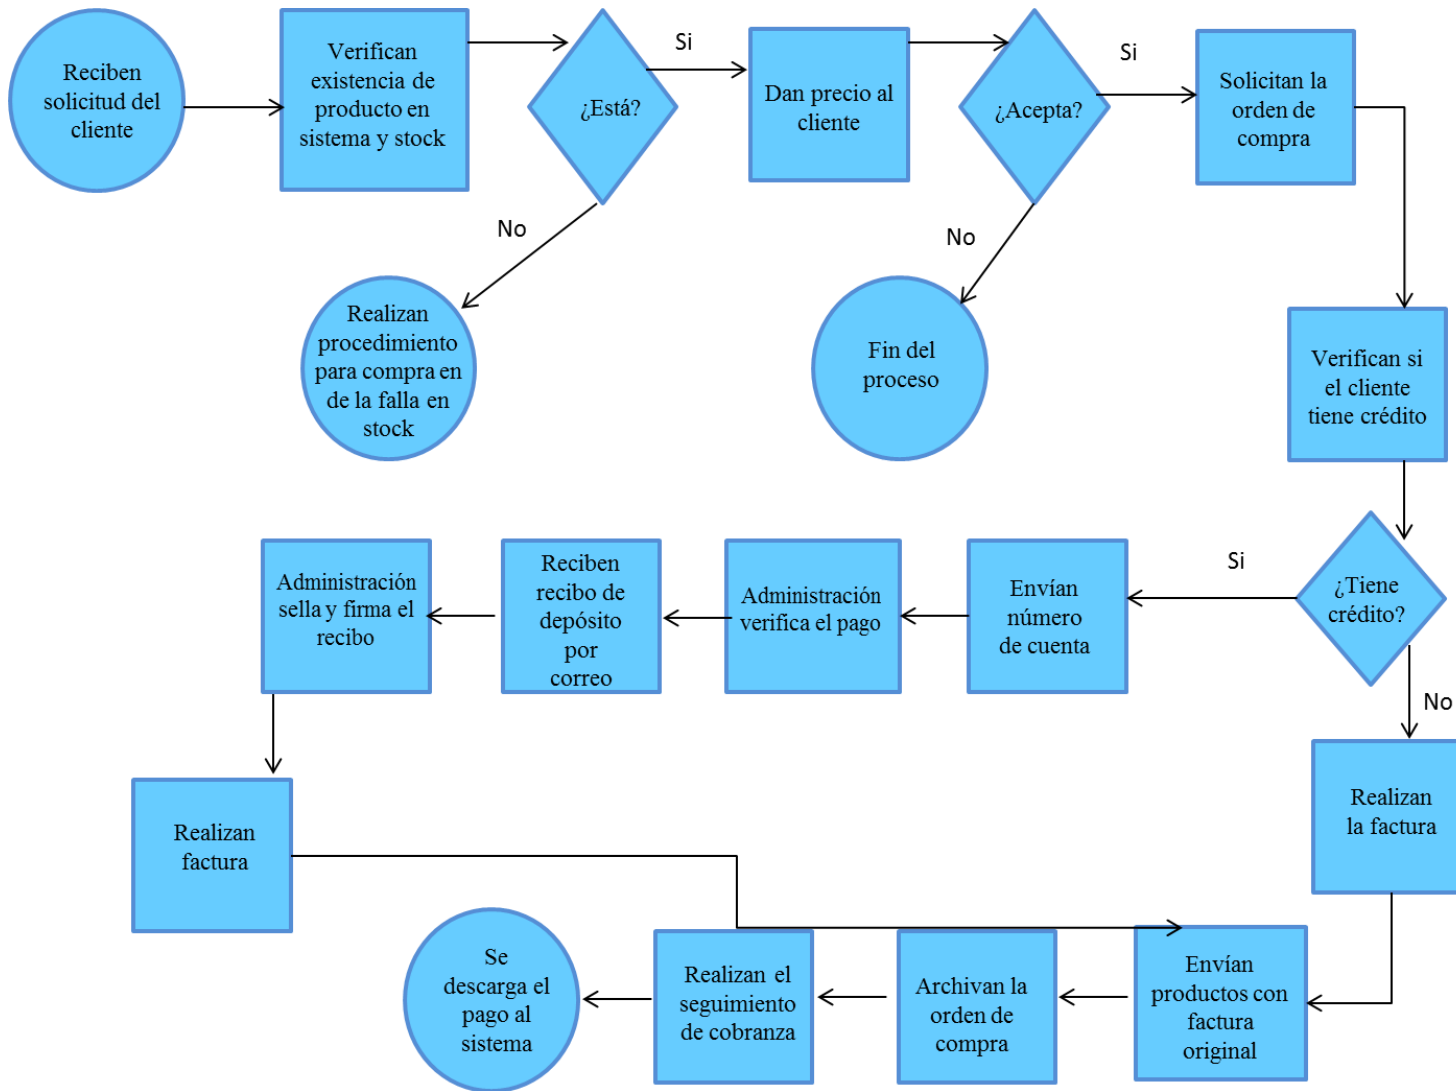 Reciben
solicitud del
cliente
Verifican
existencia de
producto en
sistema y stock
¿Está?
Si
Dan precio al
cliente
¿Acepta?
Si
Solicitan la
orden de
compra
No
No
Realizan
procedimiento
para compra en
de la falla en
stock
Fin del
proceso
Verifican si
el cliente
tiene crédito
Administración
sella y firma el
recibo
Reciben
recibo de
depósito
por
correo
Administración
verifica el pago
Envían
número
de cuenta
Si
¿Tiene
crédito?
No
Realizan
factura
Realizan
la factura
Se
descarga el
pago al
sistema
Realizan el
seguimiento
de cobranza
Archivan la
orden de
compra
Envían
productos con
factura
original